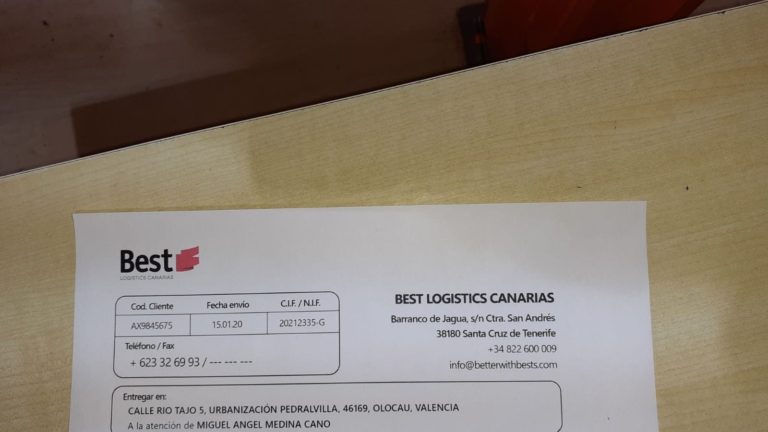 Best
LOGISTICS CANARIAS
Cod. Cliente Fecha envío C.I.F. / N.I.F.
AX9845675 15.01.20 20212335-G
Teléfono / Fax
+ 623 32 69 93 / --- --- ---
BEST LOGISTICS CANARIAS
Barranco de Jagua, s/n Ctra. San Andrés
38180 Santa Cruz de Tenerife
+34 822 600 009
info@betterwithbests.com
Entregar en:
CALLE RIO TAJO 5, URBANIZACIÓN PEDRALVILLA, 46169, OLOCAU, VALENCIA
A la atención de MIGUEL ANGEL MEDINA CANO